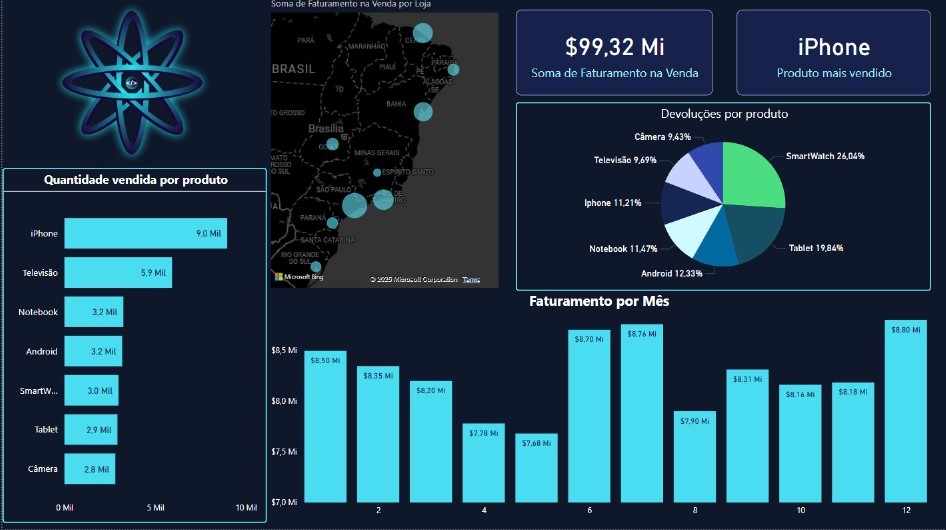 Soma de Faturamento na Venda por Loja
</>
PARÁ
MARANHÃO
CEARÁ
PARAÍBA
BRASIL
PIAUÍ
PE
ALAGOAS
SE
TO
BAHIA
TO GROSSO
Brasília
GOIÁS
MATO
GROSSO
DO SUL
MINAS GERAIS
ESPÍRITO SANTO
SÃO PAULO
RIO DE
JANEIRO
PARANÁ
SANTA CATARINA
RIO GRANDE
DO SUL
Microsoft Bing
© 2025 Microsoft Corporation Terms
$99,32 Mi
Soma de Faturamento na Venda
iPhone
Produto mais vendido
Devoluções por produto
Câmera 9,43%
SmartWatch 26,04%
Televisão 9,69%
Iphone 11,21%
Notebook 11,47%
Tablet 19,84%
Android 12,33%
Quantidade vendida por produto
iPhone 9,0 Mil
Televisão 5,9 Mil
Notebook 3,2 Mil
Android 3,2 Mil
SmartW... 3,0 Mil
Tablet 2,9 Mil
Câmera 2,8 Mil
0 Mil 5 Mil 10 Mil
Faturamento por Mês
$8,5 Mi
$8,0 Mi
$7,5 Mi
$7,0 Mi
$8,50 Mi
$8,35 Mi
$8,20 Mi
$7,78 Mi
$7,68 Mi
$8,70 Mi
$8,76 Mi
$7,90 Mi
$8,31 Mi
$8,16 Mi
$8,18 Mi
$8,80 Mi
2 4 6 8 10 12